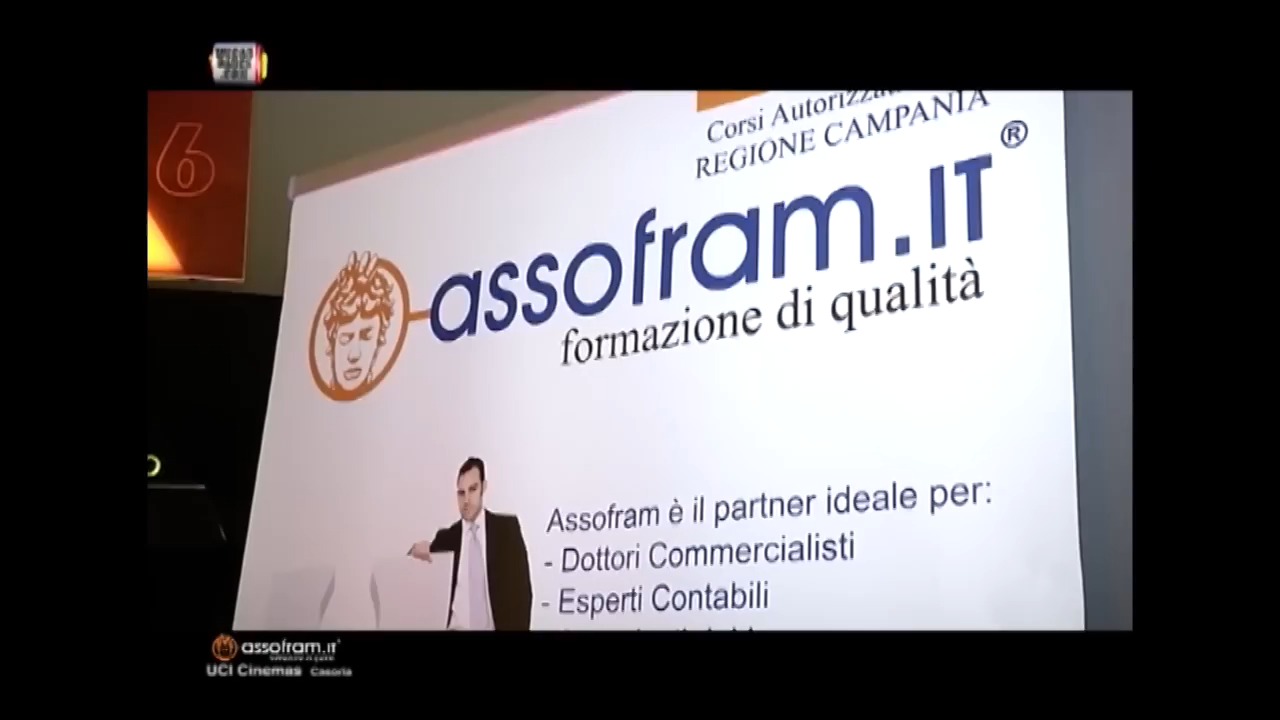 6
Corsi Autorizzati
REGIONE CAMPANIA
assofram.IT®
formazione di qualità
Assofram è il partner ideale per:
- Dottori Commercialisti
- Esperti Contabili
assofram.IT
UCI Cinemas Casoria